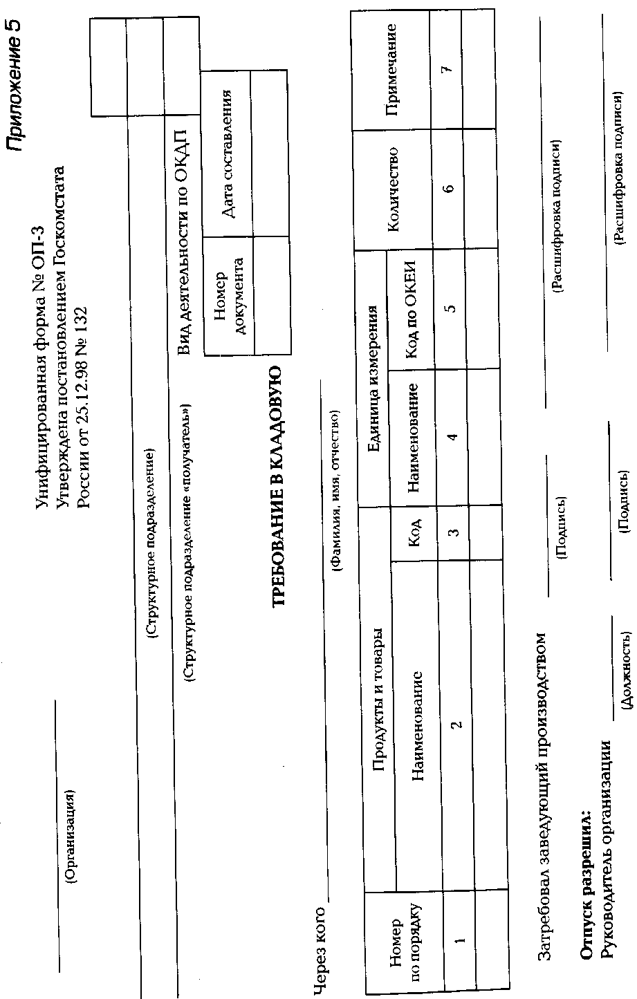 Приложение 5
Унифицированная форма № ОП-3
Утверждена постановлением Госкомстата
России от 25.12.98 № 132
(Организация)
(Структурное подразделение)
(Структурное подразделение «получатель»)
Вид деятельности по ОКДП
Номер документа
Дата составления
ТРЕБОВАНИЕ В КЛАДОВУЮ
Через кого
(Фамилия, имя, отчество)
Номер по порядку
Продукты и товары
Единица измерения
Количество
Примечание
Наименование
Код
Наименование
Код по ОКЕИ
1 2 3 4 5 6 7
Затребовал заведующий производством
(Подпись)
(Расшифровка подписи)
Отпуск разрешил:
Руководитель организации
(Должность)
(Подпись)
(Расшифровка подписи)